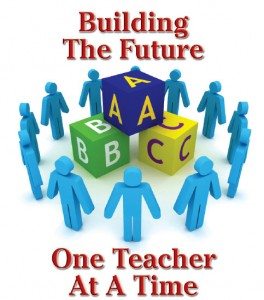 Building
The Future
A
A
A
B
B
C
C
One Teacher
At A Time